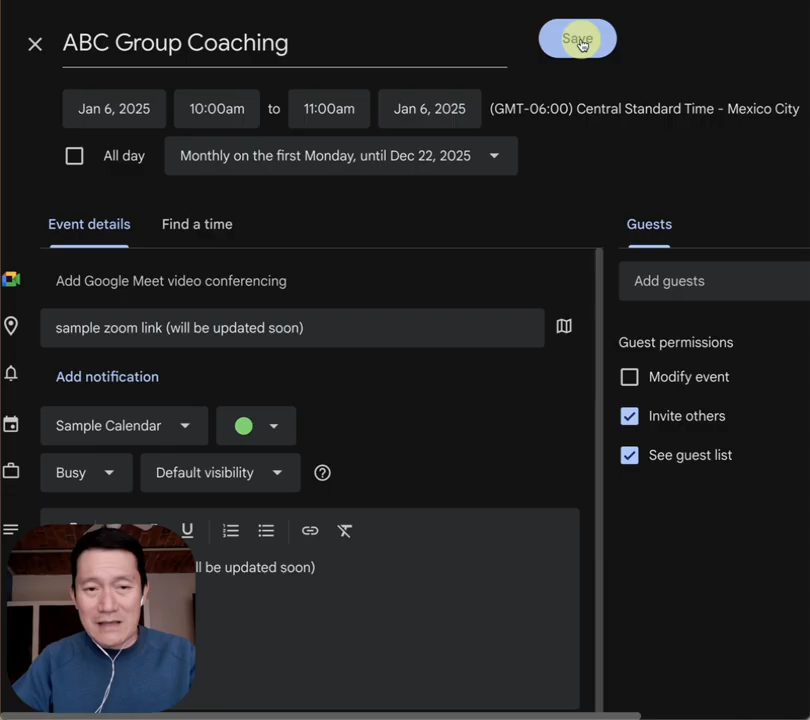 ABC Group Coaching
Save
Jan 6, 2025 10:00am to 11:00am Jan 6, 2025 (GMT-06:00) Central Standard Time - Mexico City
All day Monthly on the first Monday, until Dec 22, 2025
Event details Find a time
Guests
Add Google Meet video conferencing
Add guests
sample zoom link (will be updated soon)
Guest permissions
Add notification
Modify event
Invite others
Sample Calendar
See guest list
Busy Default visibility
U
ll be updated soon)